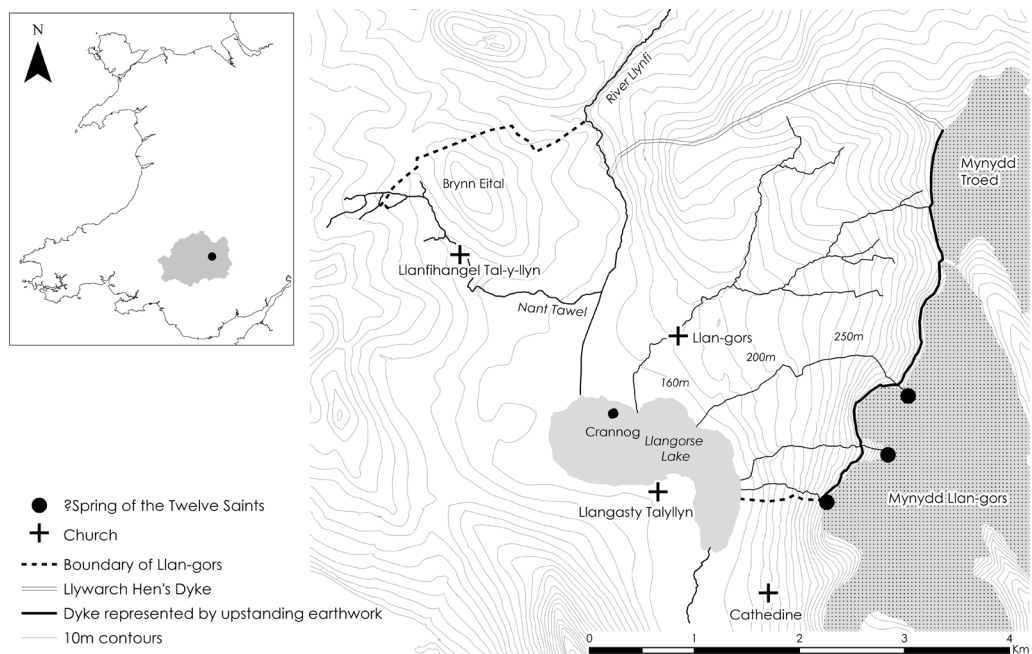 N
River Llynfi
Mynydd
Troed
Brynn Eital
Llanfihangel Tal-y-llyn
Nant Tawel
Llan-gors
250m
200m
160m
Crannog
Llangorse
Lake
Llangasty Talyllyn
Mynydd Llan-gors
Cathedine
?Spring of the Twelve Saints
Church
Boundary of Llan-gors
Llywarch Hen's Dyke
Dyke represented by upstanding earthwork
10m contours
0 1 2 3 4
Km